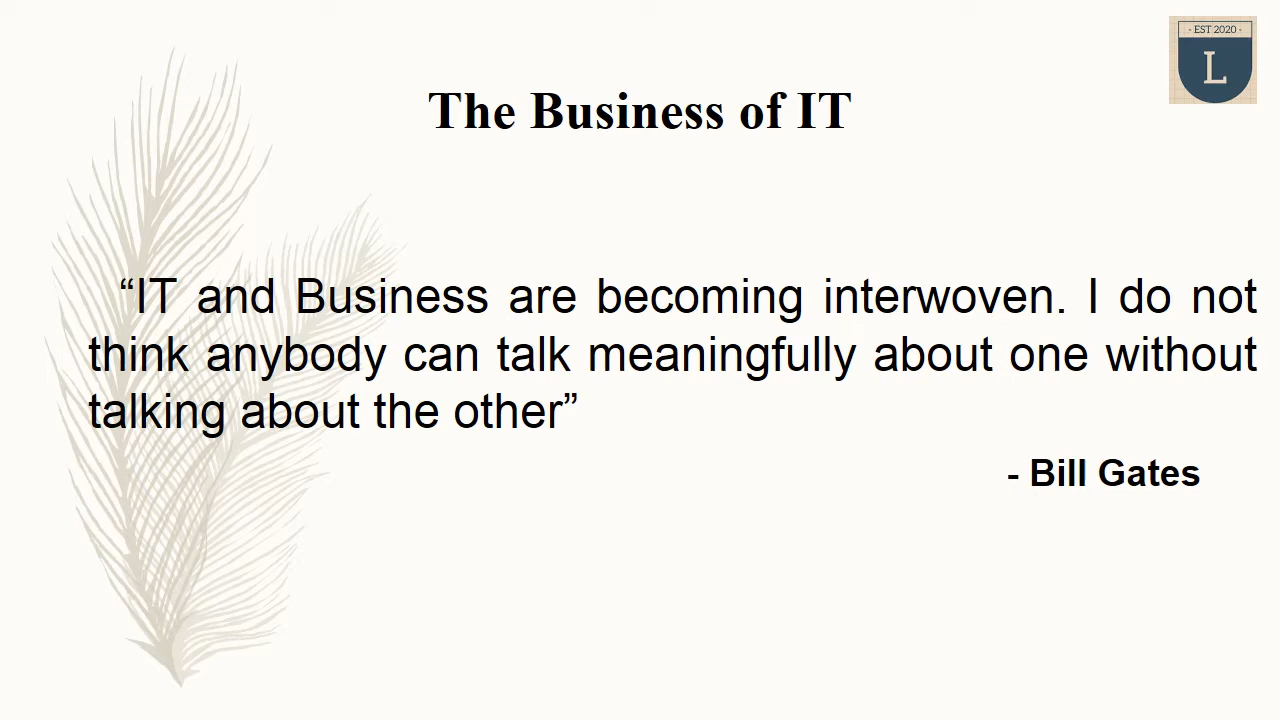 - EST 2020 -
L
The Business of IT
“IT and Business are becoming interwoven. I do not
think anybody can talk meaningfully about one without
talking about the other”
- Bill Gates